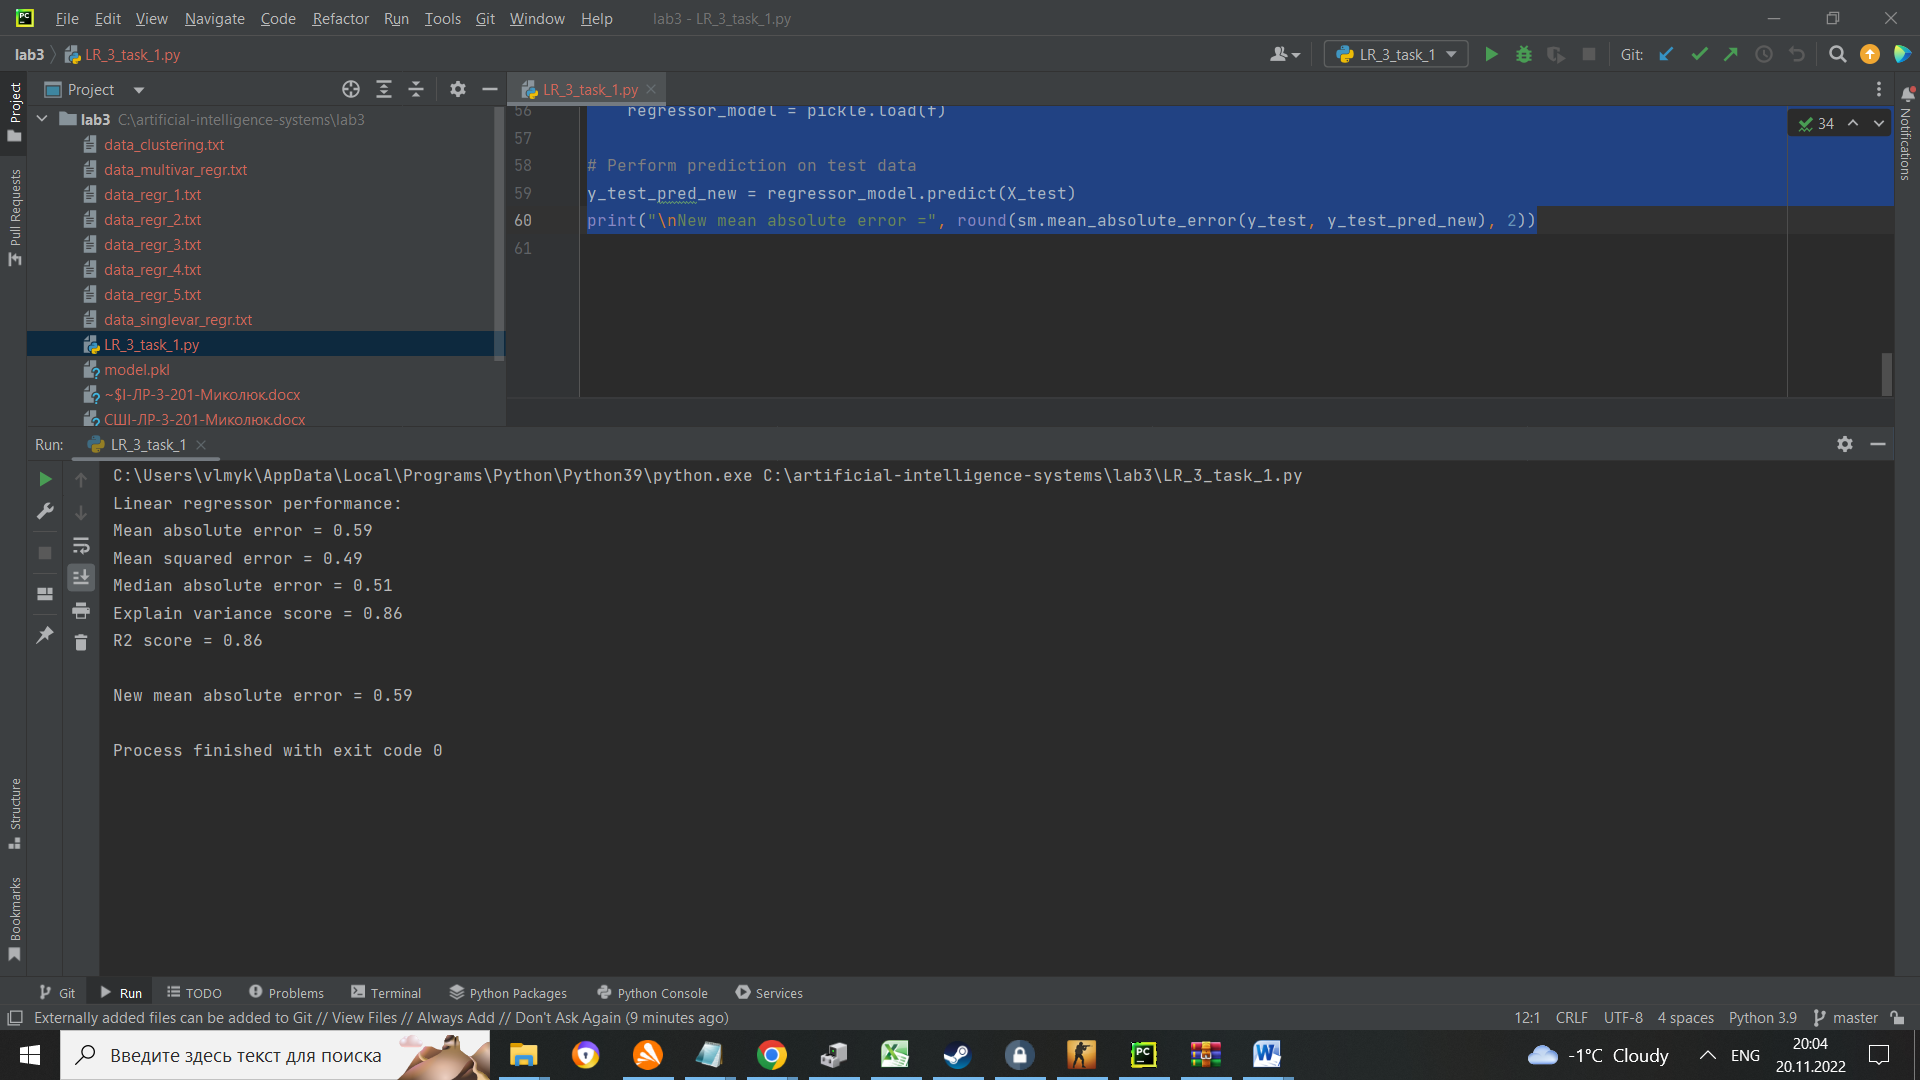 File Edit View Navigate Code Refactor Run Tools Git Window Help lab3 - LR_3_task_1.py
lab3 LR_3_task_1.py LR_3_task_1 Git:
Project LR_3_task_1.py
Project
Pull Requests
Structure
Bookmarks
Notifications
lab3 C:\artificial-intelligence-systems\lab3
data_clustering.txt
data_multivar_regr.txt
data_regr_1.txt
data_regr_2.txt
data_regr_3.txt
data_regr_4.txt
data_regr_5.txt
data_singlevar_regr.txt
LR_3_task_1.py
model.pkl
~$І-ЛР-3-201-Миколюк.docx
СШІ-ЛР-3-201-Миколюк.docx
56 regressor_model = pickle.load(f)
57
58 # Perform prediction on test data
59 y_test_pred_new = regressor_model.predict(X_test)
60 print("\nNew mean absolute error =", round(sm.mean_absolute_error(y_test, y_test_pred_new), 2))
61
34
Run: LR_3_task_1
C:\Users\vlmyk\AppData\Local\Programs\Python\Python39\python.exe C:\artificial-intelligence-systems\lab3\LR_3_task_1.py
Linear regressor performance:
Mean absolute error = 0.59
Mean squared error = 0.49
Median absolute error = 0.51
Explain variance score = 0.86
R2 score = 0.86
New mean absolute error = 0.59
Process finished with exit code 0
Git Run TODO Problems Terminal Python Packages Python Console Services
Externally added files can be added to Git // View Files // Always Add // Don't Ask Again (9 minutes ago) 12:1 CRLF UTF-8 4 spaces Python 3.9 master
Введите здесь текст для поиска -1°C Cloudy ENG 20:04
20.11.2022